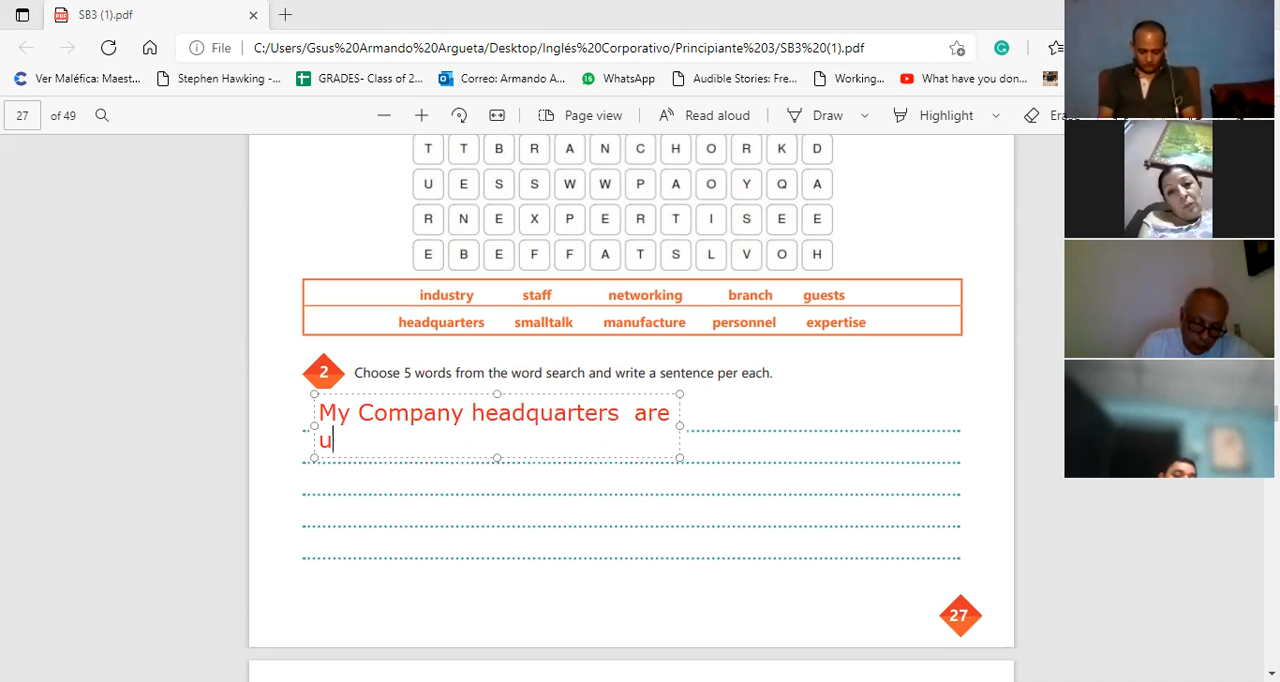 SB3 (1).pdf
File C:/Users/Gsus%20Armando%20Argueta/Desktop/Inglés%20Corporativo/Principiante%203/SB3%20(1).pdf
Ver Maléfica: Maest... Stephen Hawking -... GRADES- Class of 2... Correo: Armando A... WhatsApp Audible Stories: Fre... Working... What have you don...
27 of 49 Page view Read aloud Draw Highlight
T T B R A N C H O R K D
U E S S W W P A O Y Q A
R N E X P E R T I S E E
E B E F F A T S L V O H
industry staff networking branch guests
headquarters smalltalk manufacture personnel expertise
2 Choose 5 words from the word search and write a sentence per each.
My Company headquarters are
u
27